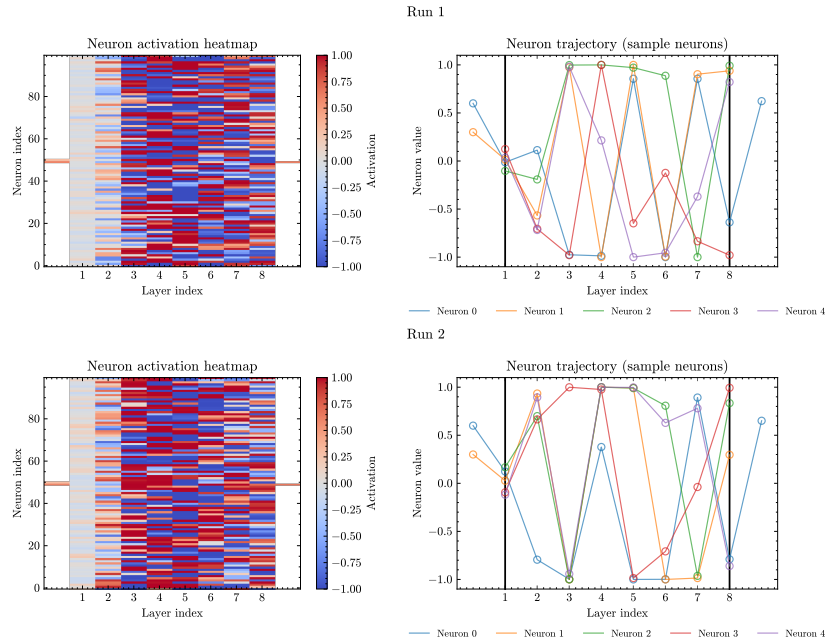 Run 1
Neuron activation heatmap
Neuron trajectory (sample neurons)
1.00
0.75
0.50
0.25
0.00
−0.25
−0.50
−0.75
−1.00
Activation
80
60
40
20
0
Neuron index
1 2 3 4 5 6 7 8
Layer index
1.0
0.5
0.0
−0.5
−1.0
Neuron value
1 2 3 4 5 6 7 8
Layer index
Neuron 0 Neuron 1 Neuron 2 Neuron 3 Neuron 4
Run 2
Neuron activation heatmap
Neuron trajectory (sample neurons)
1.00
0.75
0.50
0.25
0.00
−0.25
−0.50
−0.75
−1.00
Activation
80
60
40
20
0
Neuron index
1 2 3 4 5 6 7 8
Layer index
1.0
0.5
0.0
−0.5
−1.0
Neuron value
1 2 3 4 5 6 7 8
Layer index
Neuron 0 Neuron 1 Neuron 2 Neuron 3 Neuron 4